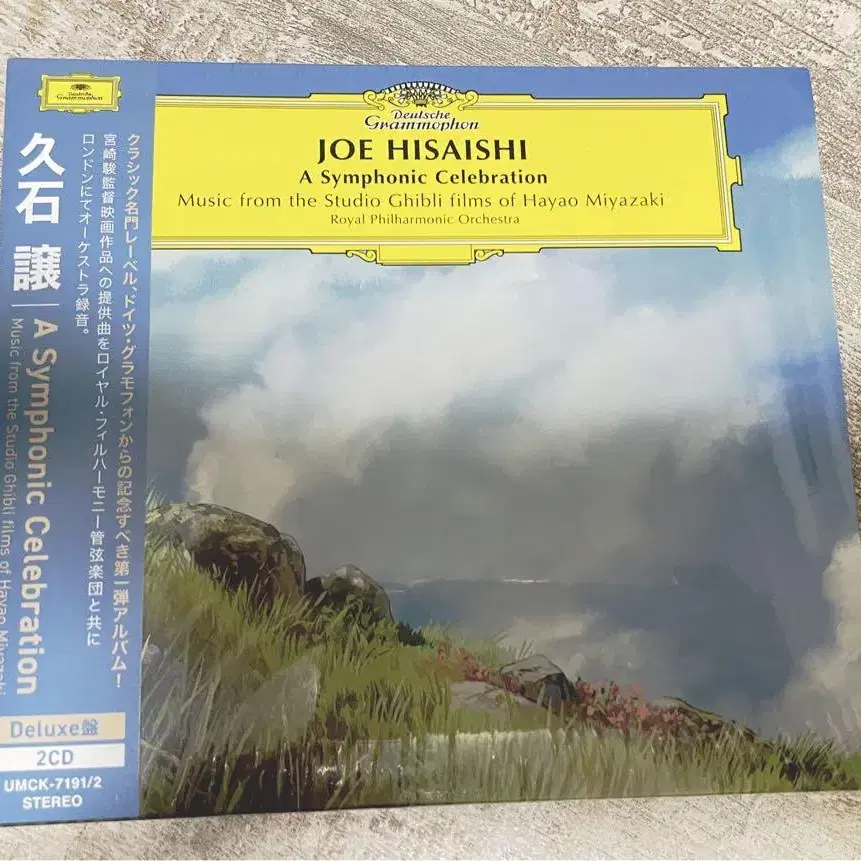 Deutsche
Grammophon
久石 譲 | A Symphonic Celebration
Music from the Studio Ghibli films of Hayao Miyazaki
クラシック名門レーベル、ドイツ・グラモフォンからの記念すべき第一弾アルバム！
宮崎駿監督映画作品への提供曲をロイヤル・フィルハーモニー管弦楽団と共に
ロンドンにてオーケストラ録音。
Deluxe盤
2CD
UMCK-7191/2
STEREO
Deutsche
Grammophon
JOE HISAISHI
A Symphonic Celebration
Music from the Studio Ghibli films of Hayao Miyazaki
Royal Philharmonic Orchestra